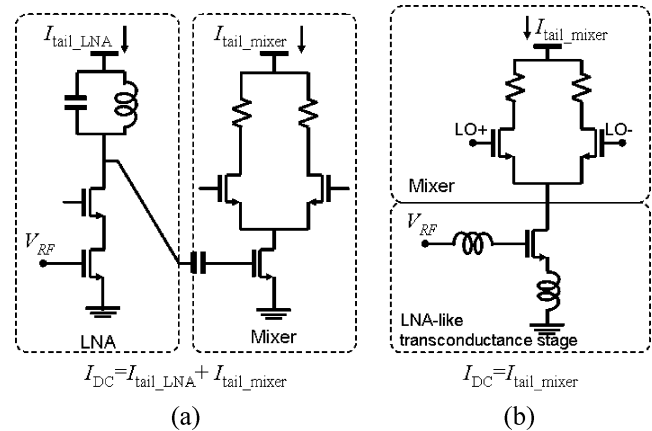 I_tail_LNA
I_tail_mixer
V_RF
LNA
Mixer
I_DC=I_tail_LNA+ I_tail_mixer
(a)
I_tail_mixer
LO+
LO-
Mixer
V_RF
LNA-like
transconductance stage
I_DC=I_tail_mixer
(b)